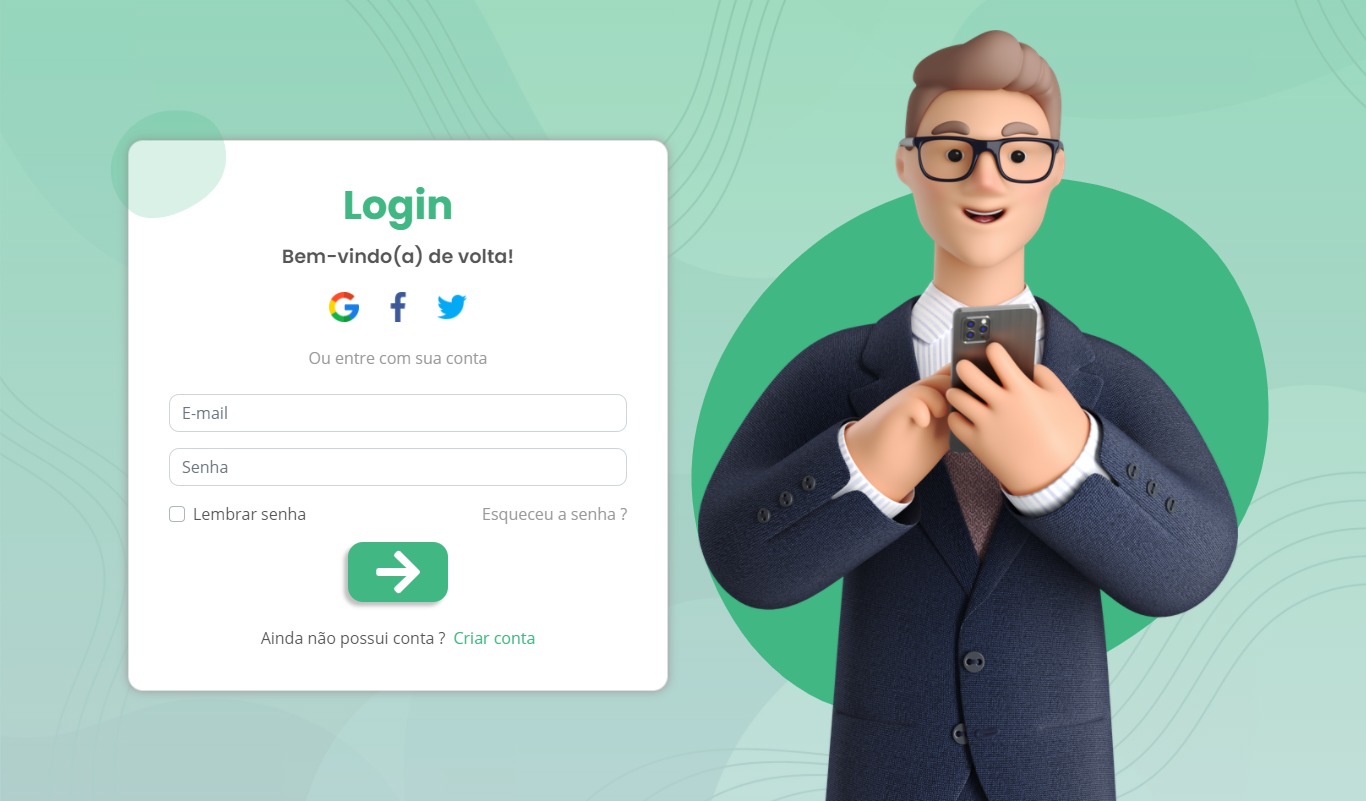 Login
Bem-vindo(a) de volta!
Ou entre com sua conta
E-mail
Senha
Lembrar senha
Esqueceu a senha ?
Ainda não possui conta ? Criar conta